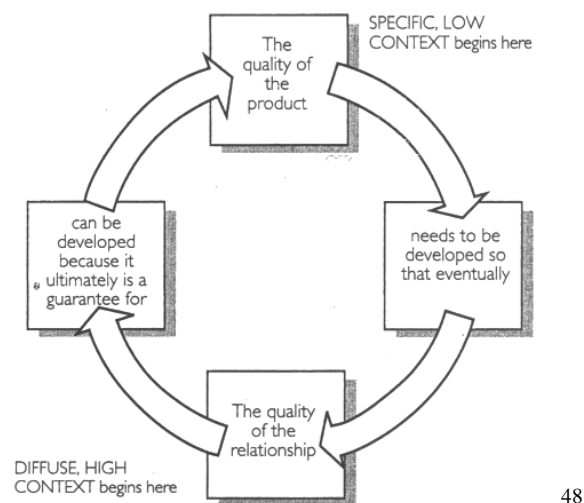 SPECIFIC, LOW
CONTEXT begins here
The
quality of
the
product
needs to be
developed so
that eventually
The quality
of the
relationship
can be
developed
because it
ultimately is a
guarantee for
DIFFUSE, HIGH
CONTEXT begins here
48